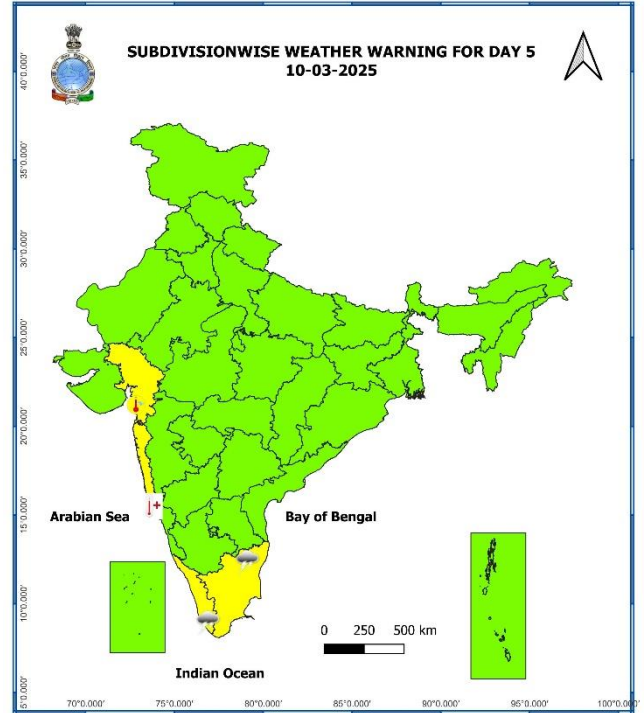 SUBDIVISIONWISE WEATHER WARNING FOR DAY 5
10-03-2025
40°0.000'
35°0.000'
30°0.000'
25°0.000'
20°0.000'
15°0.000'
10°0.000'
5°0.000'
Arabian Sea
Bay of Bengal
0 250 500 km
Indian Ocean
70°0.000' 75°0.000' 80°0.000' 85°0.000' 90°0.000' 95°0.000' 100°0.000'